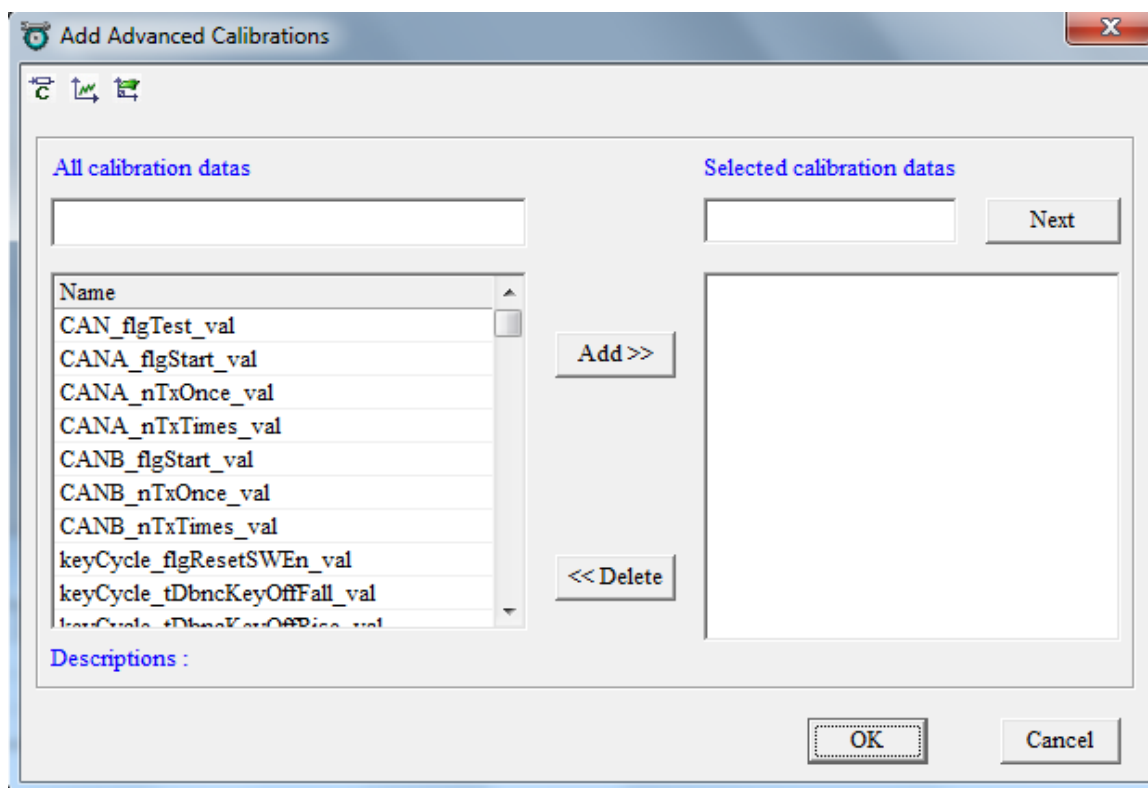 Add Advanced Calibrations
All calibration datas
Selected calibration datas
Next
Name
CAN_flgTest_val
CANA_flgStart_val
CANA_nTxOnce_val
CANA_nTxTimes_val
CANB_flgStart_val
CANB_nTxOnce_val
CANB_nTxTimes_val
keyCycle_flgResetSWEn_val
keyCycle_tDbncKeyOffFall_val
keyCycle_tDbncKeyOffRise_val
Add >>
<< Delete
Descriptions :
OK
Cancel